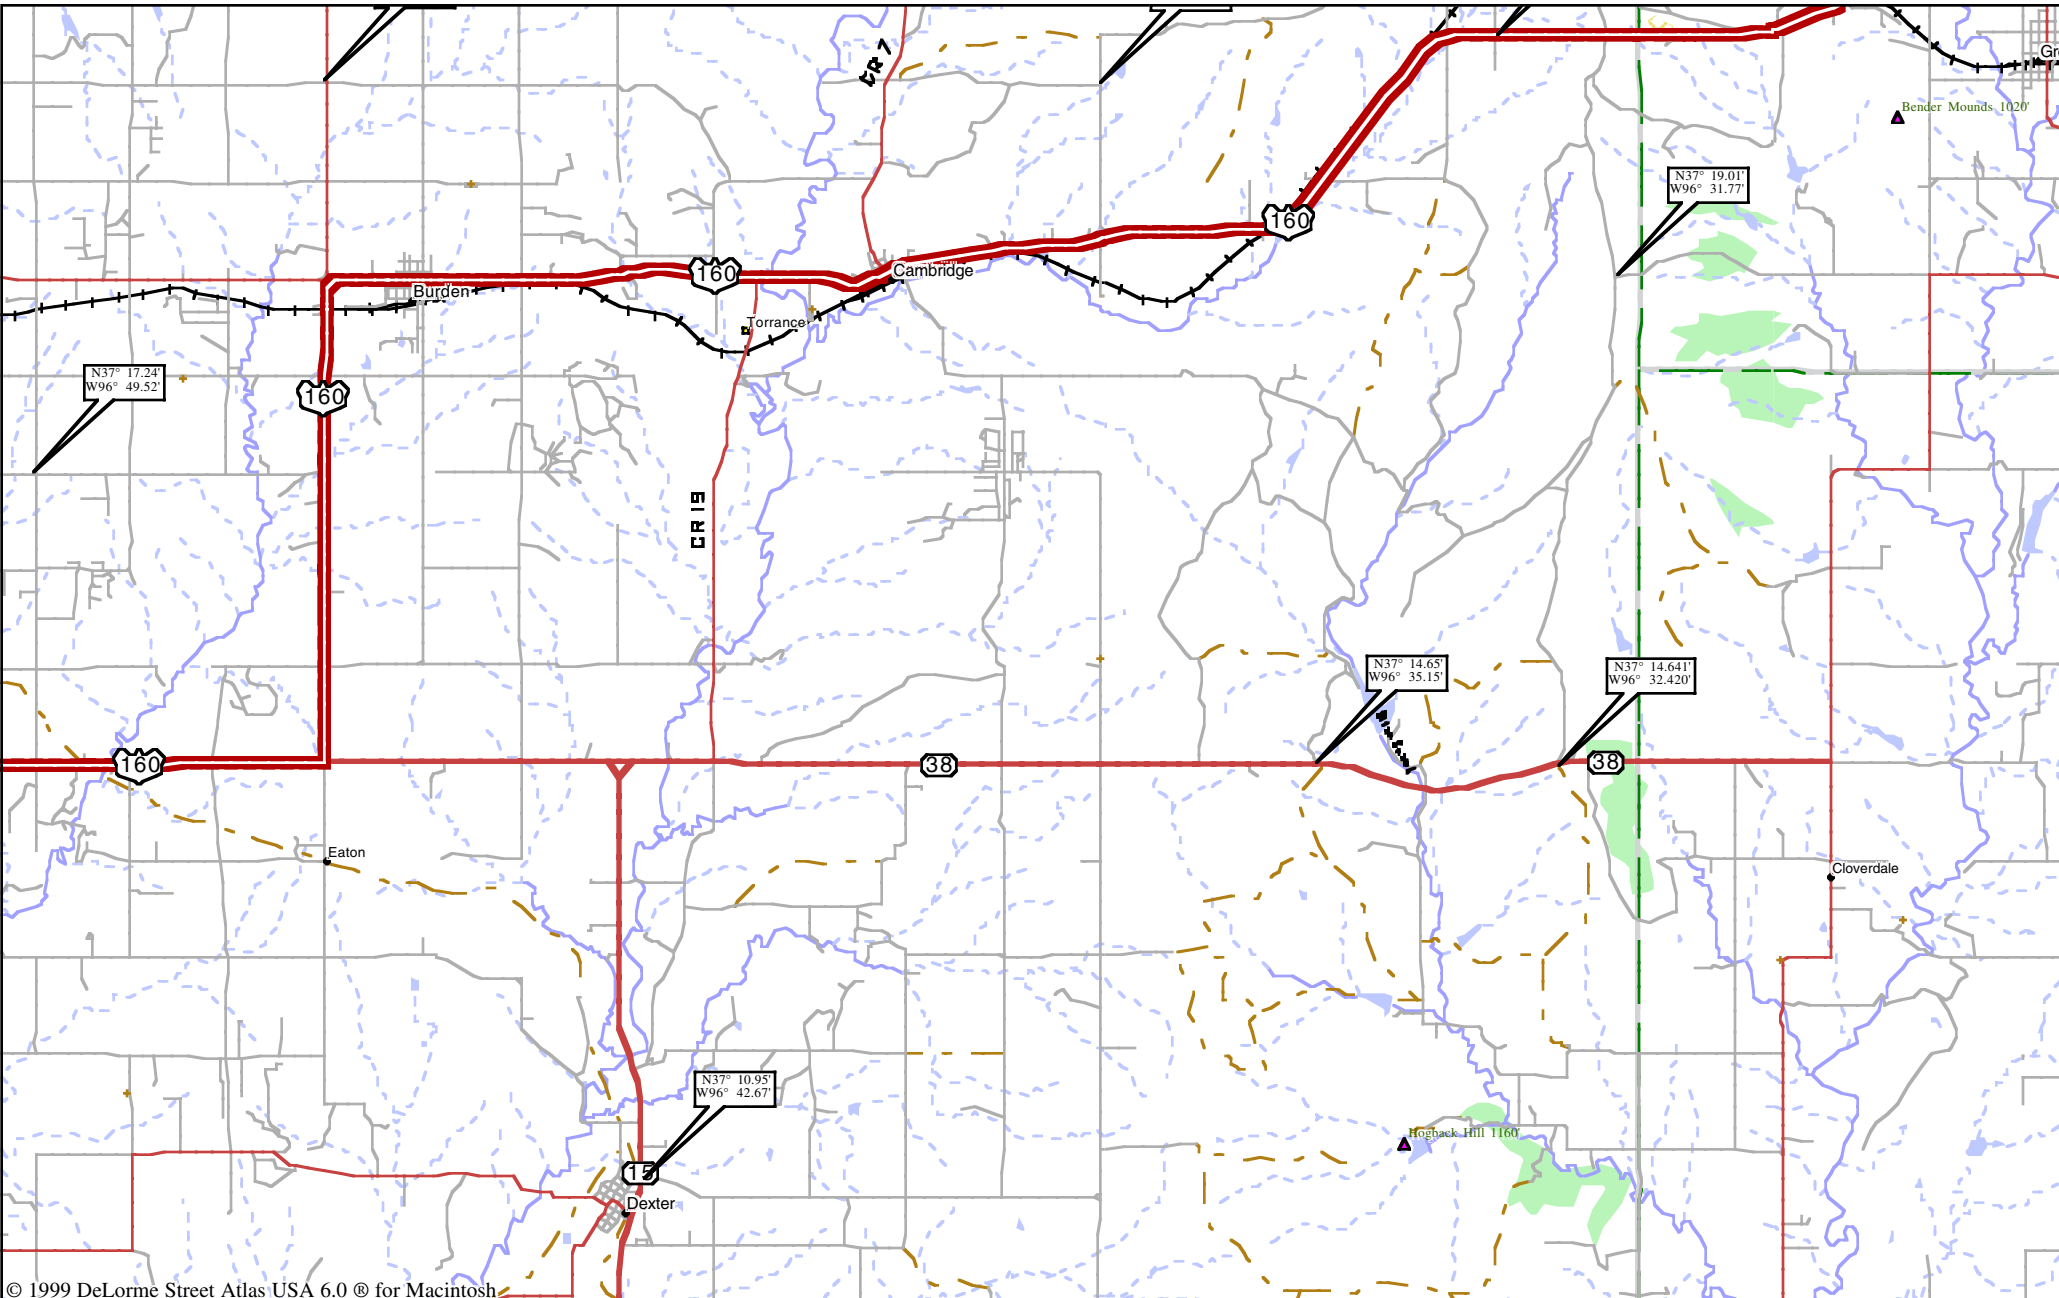 CR 7
Gr
Bender Mounds 1020'
N37° 19.01'
W96° 31.77'
160
160
Cambridge
Burden
Torrance
N37° 17.24'
W96° 49.52'
160
CR 19
N37° 14.65'
W96° 35.15'
N37° 14.641'
W96° 32.420'
160
38
38
Eaton
Cloverdale
N37° 10.95'
W96° 42.67'
Hogback Hill 1160'
15
Dexter
© 1999 DeLorme Street Atlas USA 6.0 ® for Macintosh